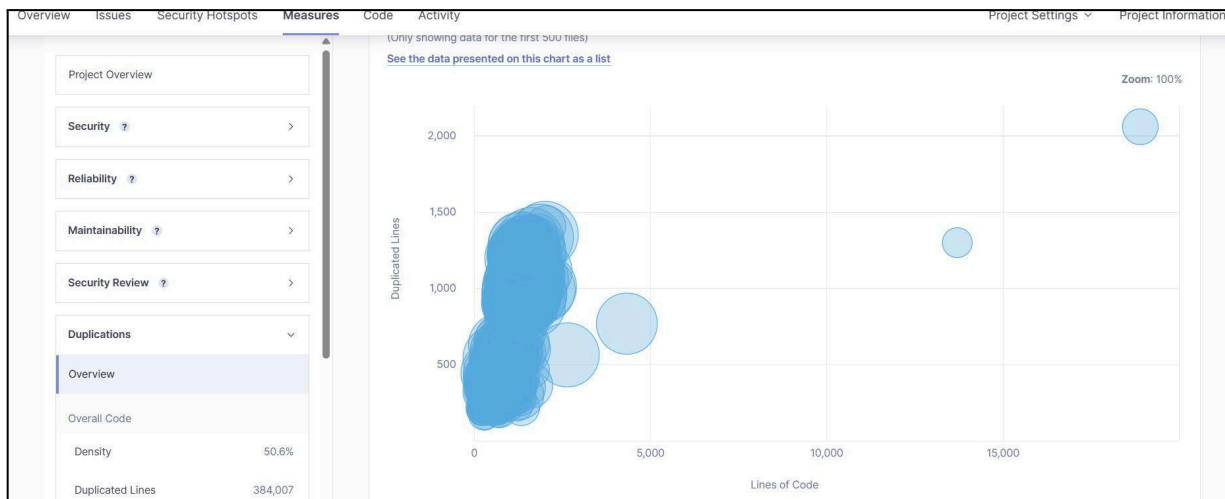 Overview Issues Security Hotspots Measures Code Activity Project Settings Project Information
(Only showing data for the first 500 files)
See the data presented on this chart as a list
Zoom: 100%
Project Overview
Security ?
Reliability ?
Maintainability ?
Security Review ?
Duplications
Overview
Overall Code
Density 50.6%
Duplicated Lines 384,007
Duplicated Lines
2,000
1,500
1,000
500
0 5,000 10,000 15,000
Lines of Code